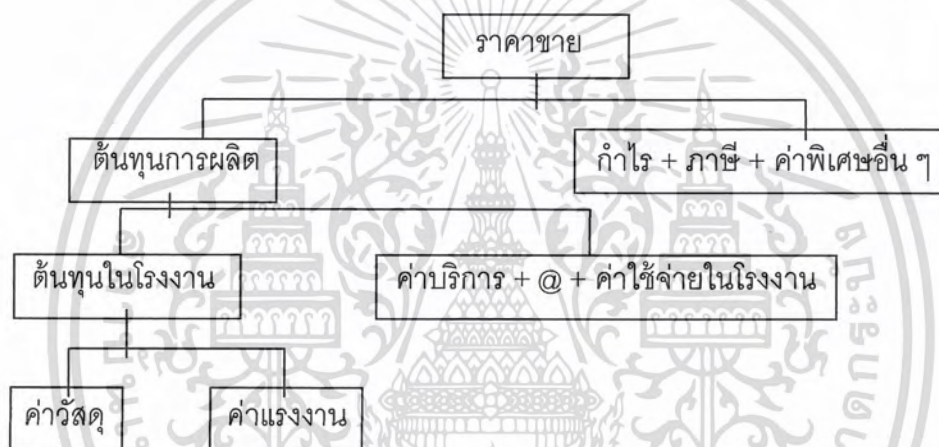 ราคาขาย
ต้นทุนการผลิต
กำไร + ภาษี + ค่าพิเศษอื่น ๆ
ต้นทุนในโรงงาน
ค่าบริการ + @ + ค่าใช้จ่ายในโรงงาน
ค่าวัสดุ
ค่าแรงงาน